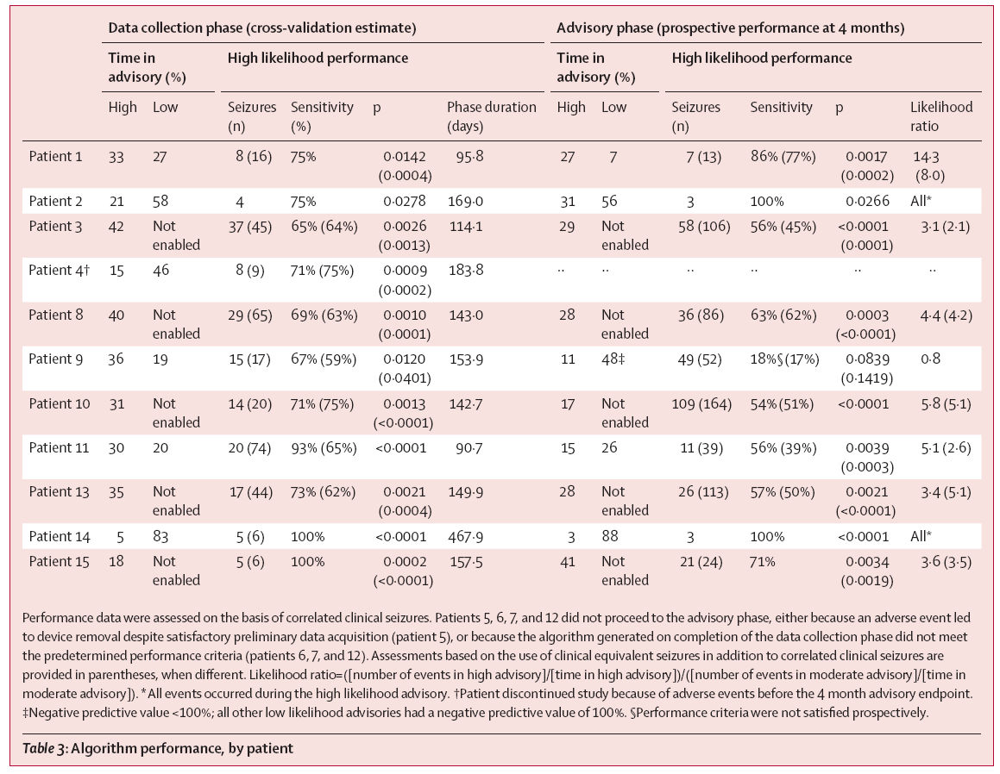 Data collection phase (cross-validation estimate) Advisory phase (prospective performance at 4 months)
Time in advisory (%) High likelihood performance Time in advisory (%) High likelihood performance
High Low Seizures (n) Sensitivity (%) p Phase duration (days) High Low Seizures (n) Sensitivity p Likelihood ratio
Patient 1 33 27 8 (16) 75% 0·0142 (0·0004) 95·8 27 7 7 (13) 86% (77%) 0·0017 (0·0002) 14·3 (8·0)
Patient 2 21 58 4 75% 0·0278 169·0 31 56 3 100% 0·0266 All*
Patient 3 42 Not enabled 37 (45) 65% (64%) 0·0026 (0·0013) 114·1 29 Not enabled 58 (106) 56% (45%) <0·0001 (0·0001) 3·1 (2·1)
Patient 4† 15 46 8 (9) 71% (75%) 0·0009 (0·0002) 183·8 ·· ·· ·· ·· ·· ··
Patient 8 40 Not enabled 29 (65) 69% (63%) 0·0010 (0·0001) 143·0 28 Not enabled 36 (86) 63% (62%) 0·0003 (<0·0001) 4·4 (4·2)
Patient 9 36 19 15 (17) 67% (59%) 0·0120 (0·0401) 153·9 11 48‡ 49 (52) 18%§ (17%) 0·0839 (0·1419) 0·8
Patient 10 31 Not enabled 14 (20) 71% (75%) 0·0013 (<0·0001) 142·7 17 Not enabled 109 (164) 54% (51%) <0·0001 5·8 (5·1)
Patient 11 30 20 20 (74) 93% (65%) <0·0001 90·7 15 26 11 (39) 56% (39%) 0·0039 (0·0003) 5·1 (2·6)
Patient 13 35 Not enabled 17 (44) 73% (62%) 0·0021 (0·0004) 149·9 28 Not enabled 26 (113) 57% (50%) 0·0021 (<0·0001) 3·4 (5·1)
Patient 14 5 83 5 (6) 100% <0·0001 467·9 3 88 3 100% <0·0001 All*
Patient 15 18 Not enabled 5 (6) 100% 0·0002 (<0·0001) 157·5 41 Not enabled 21 (24) 71% 0·0034 (0·0019) 3·6 (3·5)
Performance data were assessed on the basis of correlated clinical seizures. Patients 5, 6, 7, and 12 did not proceed to the advisory phase, either because an adverse event led
to device removal despite satisfactory preliminary data acquisition (patient 5), or because the algorithm generated on completion of the data collection phase did not meet
the predetermined performance criteria (patients 6, 7, and 12). Assessments based on the use of clinical equivalent seizures in addition to correlated clinical seizures are
provided in parentheses, when different. Likelihood ratio=([number of events in high advisory]/[time in high advisory])/([number of events in moderate advisory]/[time in
moderate advisory]). *All events occurred during the high likelihood advisory. †Patient discontinued study because of adverse events before the 4 month advisory endpoint.
‡Negative predictive value <100%; all other low likelihood advisories had a negative predictive value of 100%. §Performance criteria were not satisfied prospectively.
Table 3: Algorithm performance, by patient